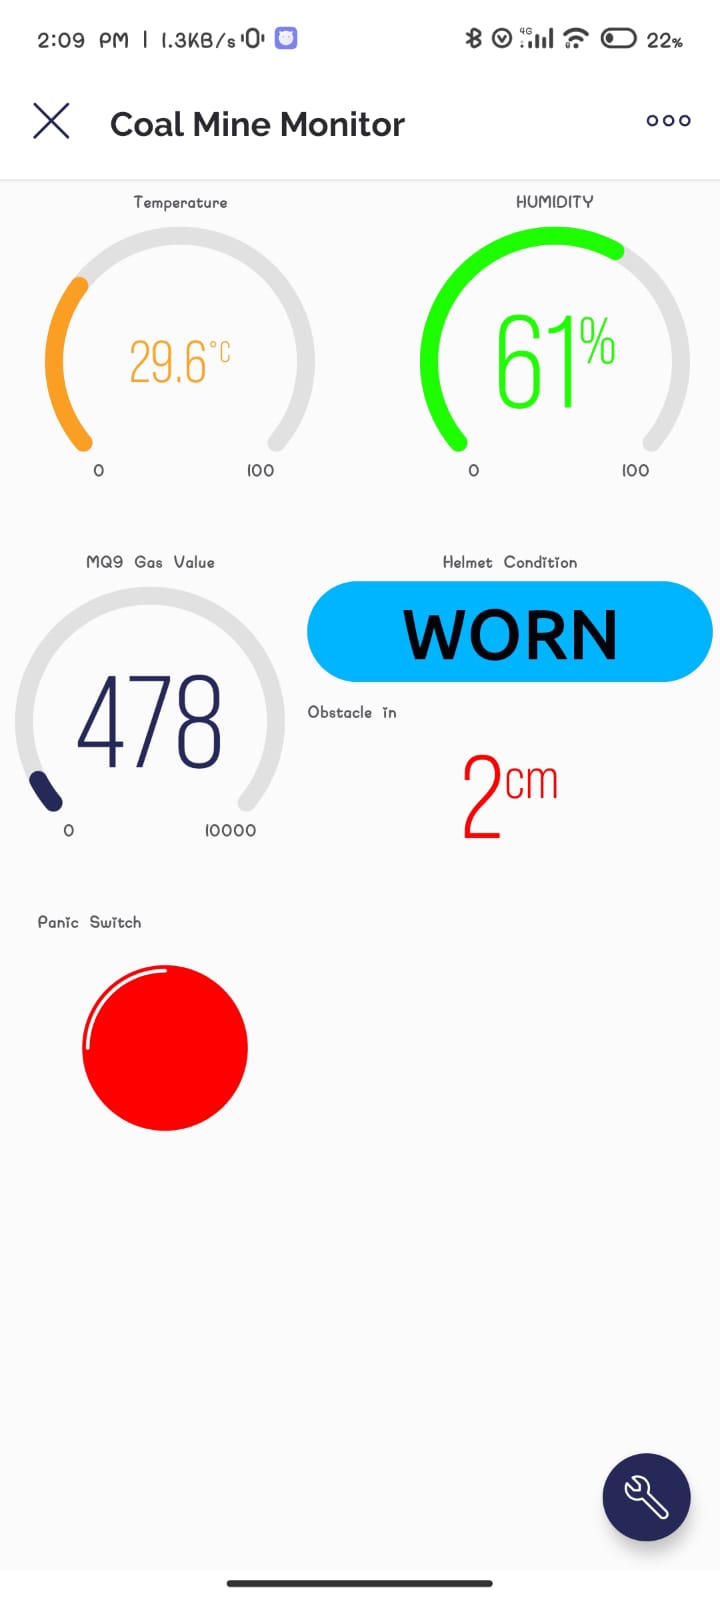 2:09 PM | 1.3KB/s 4G 22%
Coal Mine Monitor
Temperature HUMIDITY
29.6°C 61%
0 100 0 100
MQ9 Gas Value Helmet Condition
WORN
478
Obstacle in
2cm
0 10000
Panic Switch